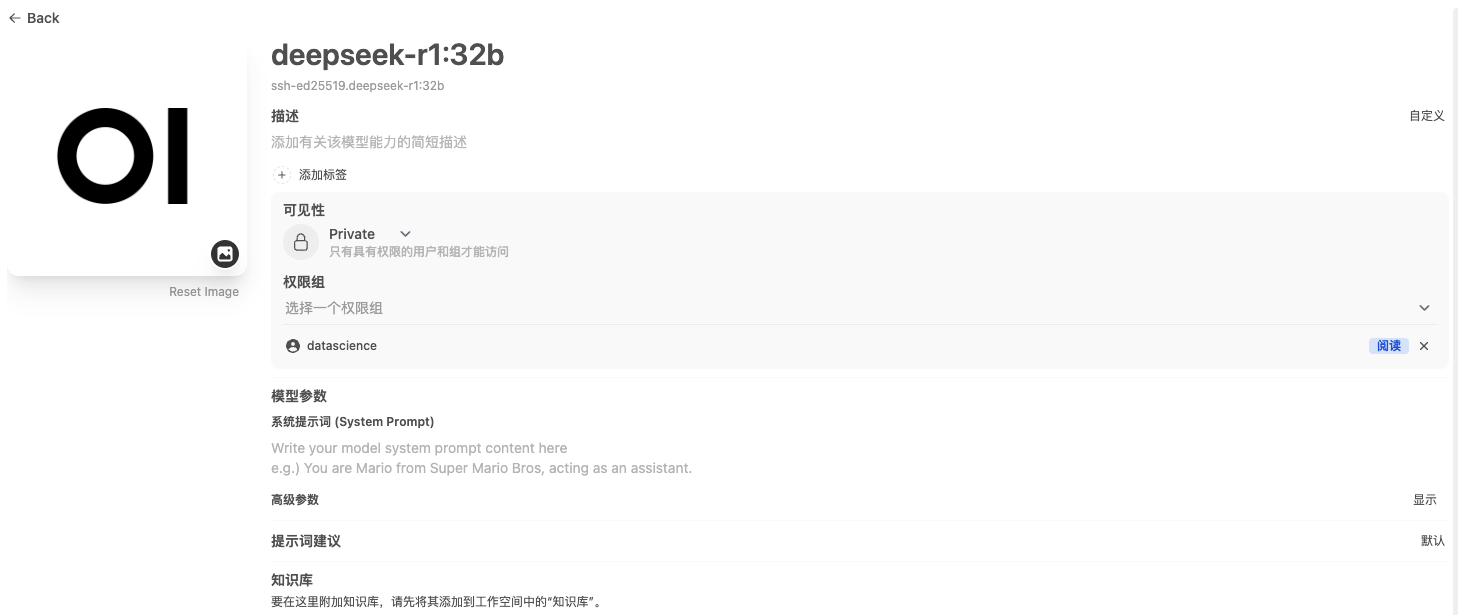 ← Back
OI
Reset Image
deepseek-r1:32b
ssh-ed25519.deepseek-r1:32b
描述
自定义
添加有关该模型能力的简短描述
+ 添加标签
可见性
Private
只有具有权限的用户和组才能访问
权限组
选择一个权限组
datascience
阅读 ×
模型参数
系统提示词 (System Prompt)
Write your model system prompt content here
e.g.) You are Mario from Super Mario Bros, acting as an assistant.
高级参数
显示
提示词建议
默认
知识库
要在这里附加知识库，请先将其添加到工作空间中的“知识库”。